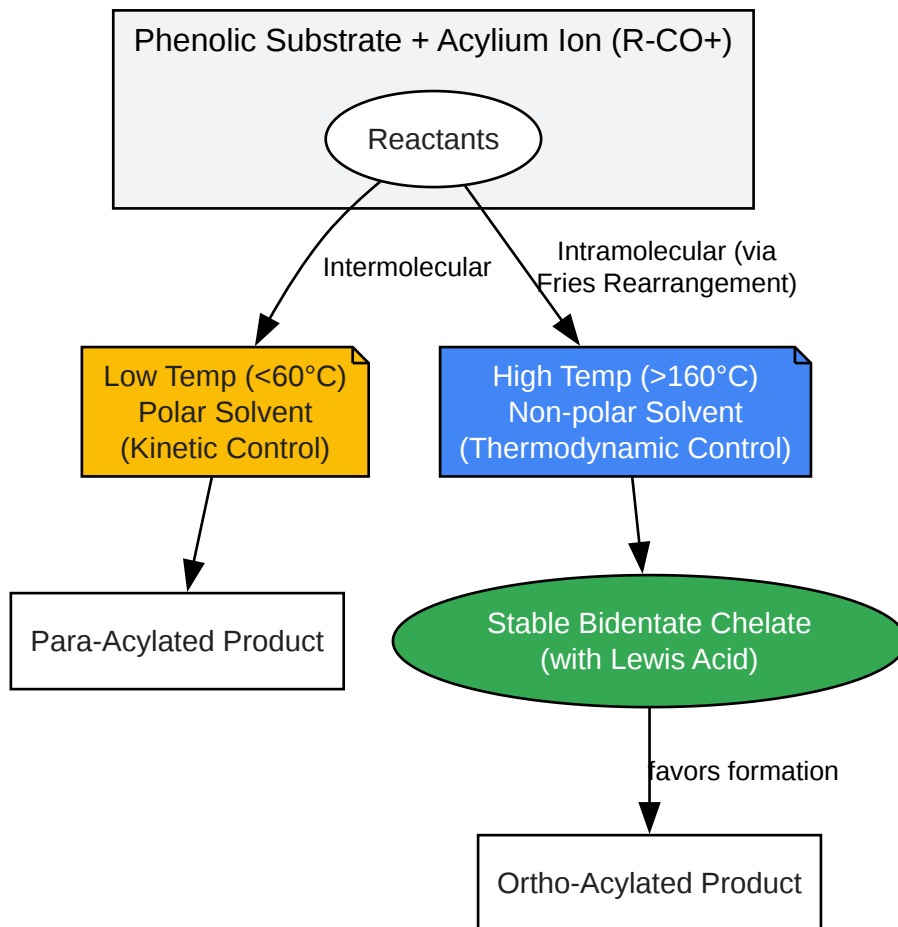 Phenolic Substrate + Acylium Ion (R-CO+)
Reactants
Intermolecular
Intramolecular (via
Fries Rearrangement)
Low Temp (<60°C)
Polar Solvent
(Kinetic Control)
High Temp (>160°C)
Non-polar Solvent
(Thermodynamic Control)
Para-Acylated Product
Stable Bidentate Chelate
(with Lewis Acid)
favors formation
Ortho-Acylated Product